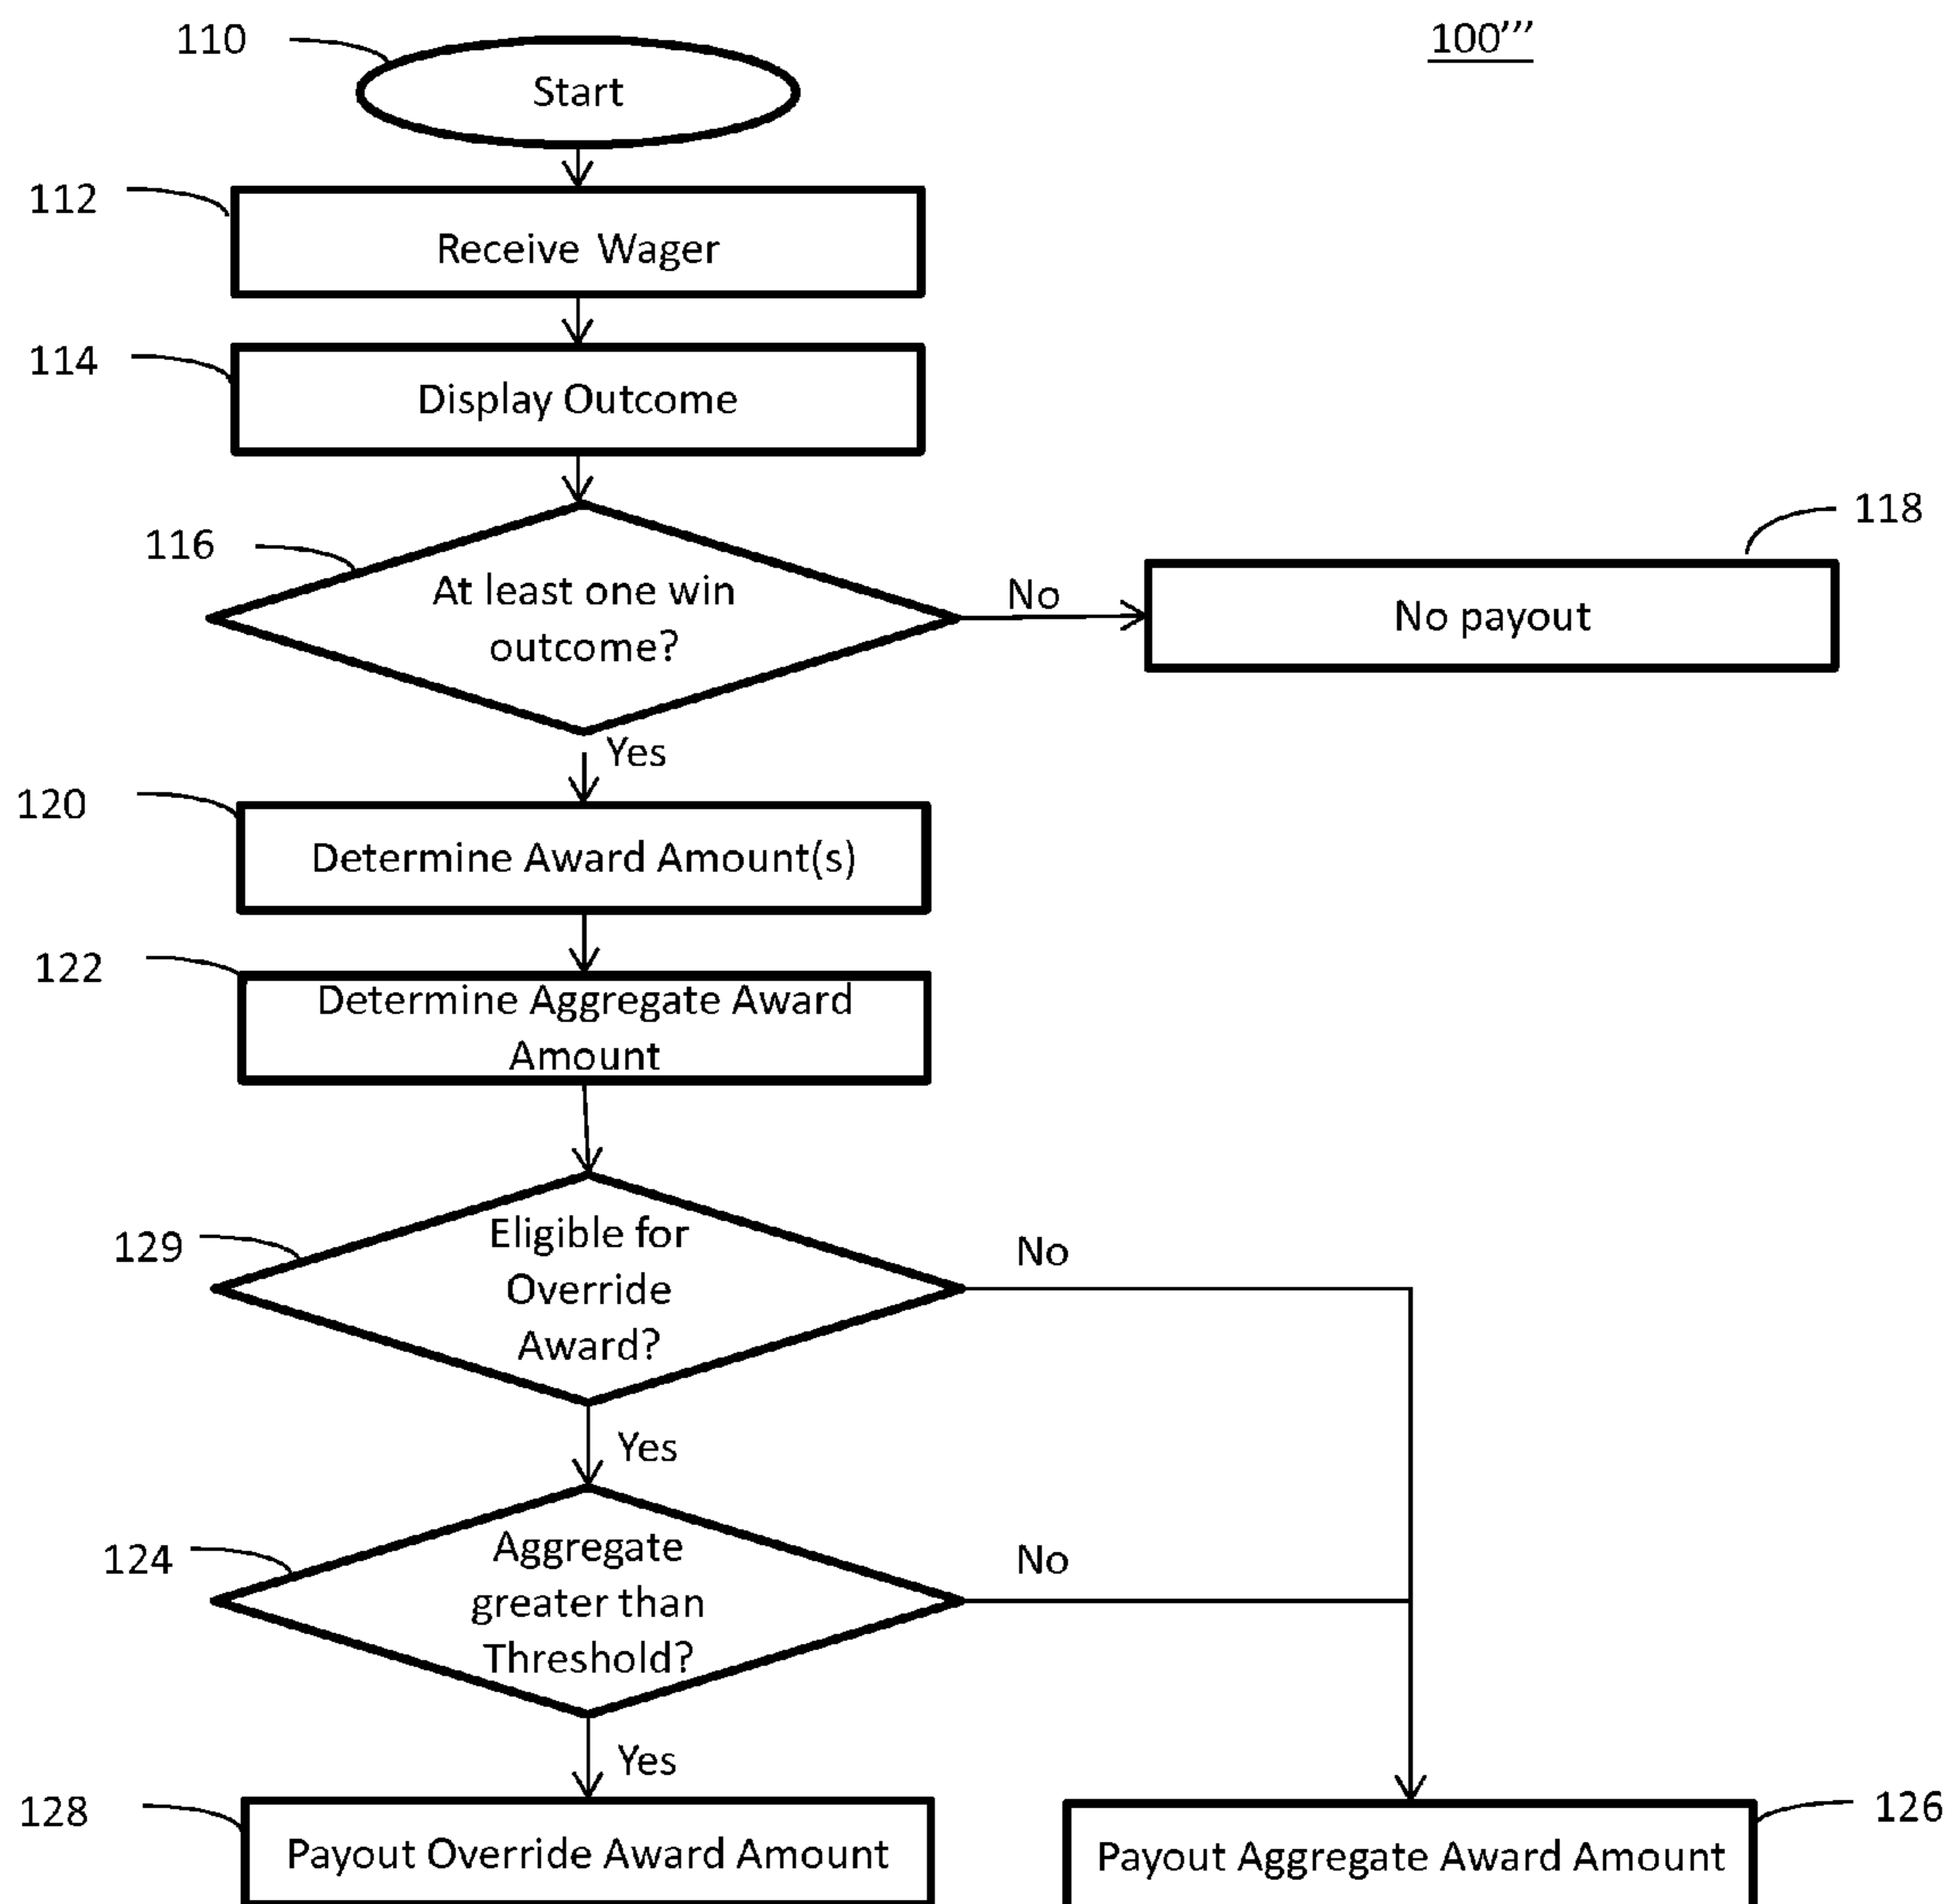 100’’’
110
Start
112
Receive Wager
114
Display Outcome
116
At least one win
outcome?
No
118
No payout
Yes
120
Determine Award Amount(s)
122
Determine Aggregate Award
Amount
129
Eligible for
Override
Award?
No
Yes
124
Aggregate
greater than
Threshold?
No
Yes
128
Payout Override Award Amount
126
Payout Aggregate Award Amount